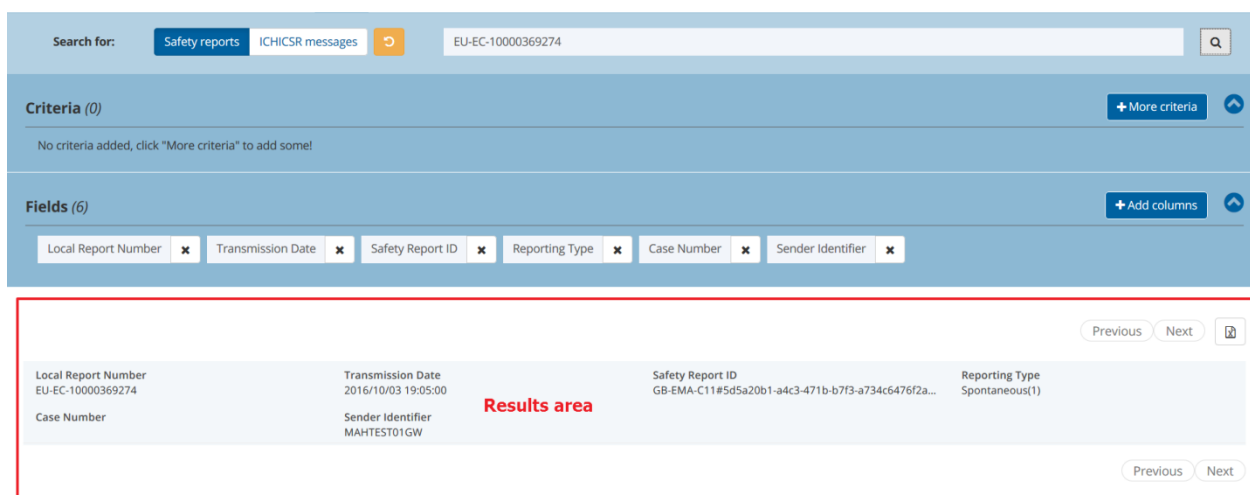 Search for: Safety reports ICHICSR messages EU-EC-10000369274
Criteria (0) + More criteria
No criteria added, click "More criteria" to add some!
Fields (6) + Add columns
Local Report Number × Transmission Date × Safety Report ID × Reporting Type × Case Number × Sender Identifier ×
Previous Next
Local Report Number Transmission Date Safety Report ID Reporting Type
EU-EC-10000369274 2016/10/03 19:05:00 GB-EMA-C11#5d5a20b1-a4c3-471b-b7f3-a734c6476f2a... Spontaneous(1)
Results area
Case Number Sender Identifier
MAHTEST01GW
Previous Next